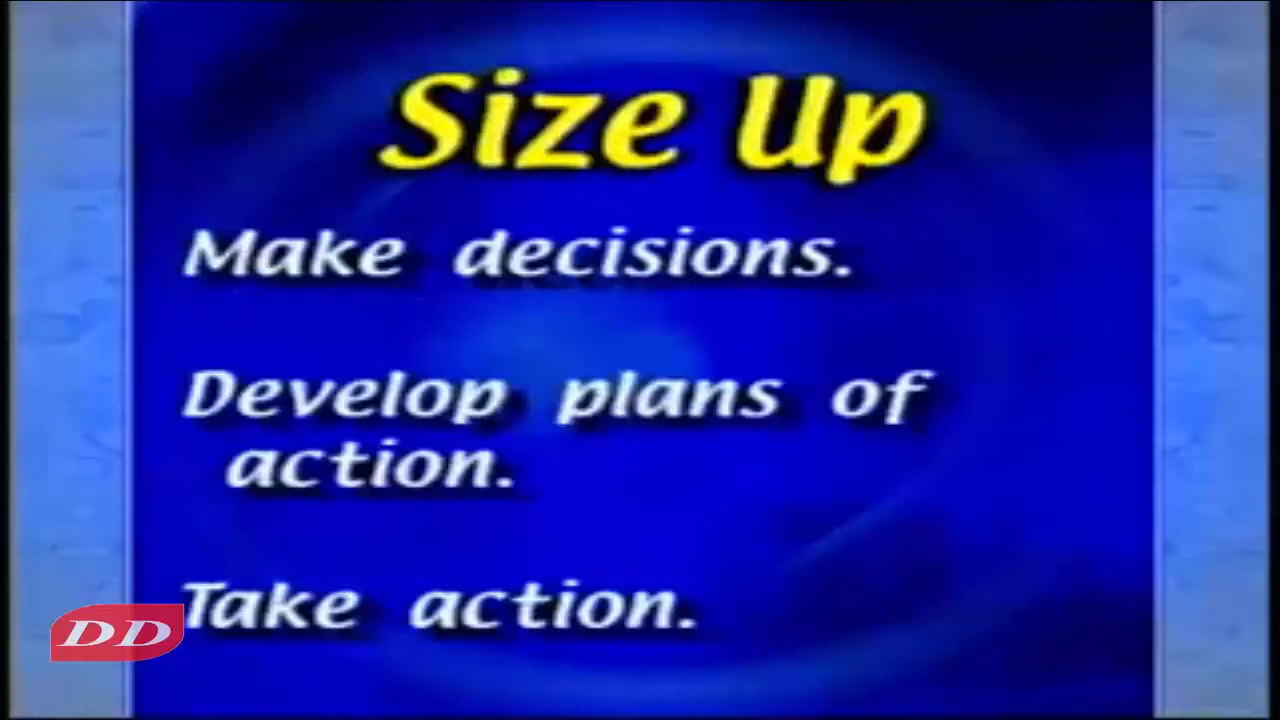 Size Up
Make decisions.
Develop plans of
action.
Take action.
DD